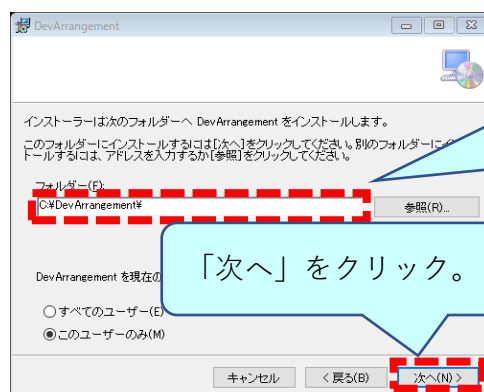 DevArrangement
インストーラーは次のフォルダーへ DevArrangement をインストールします。
このフォルダーにインストールするには[次へ]をクリックしてください。別のフォルダーに
トールするには、アドレスを入力するか[参照]をクリックしてください。
フォルダー(F):
C:¥DevArrangement¥
参照(R)...
「次へ」をクリック。
DevArrangement を現在の
すべてのユーザー(E)
このユーザーのみ(M)
キャンセル
< 戻る(B)
次へ(N) >